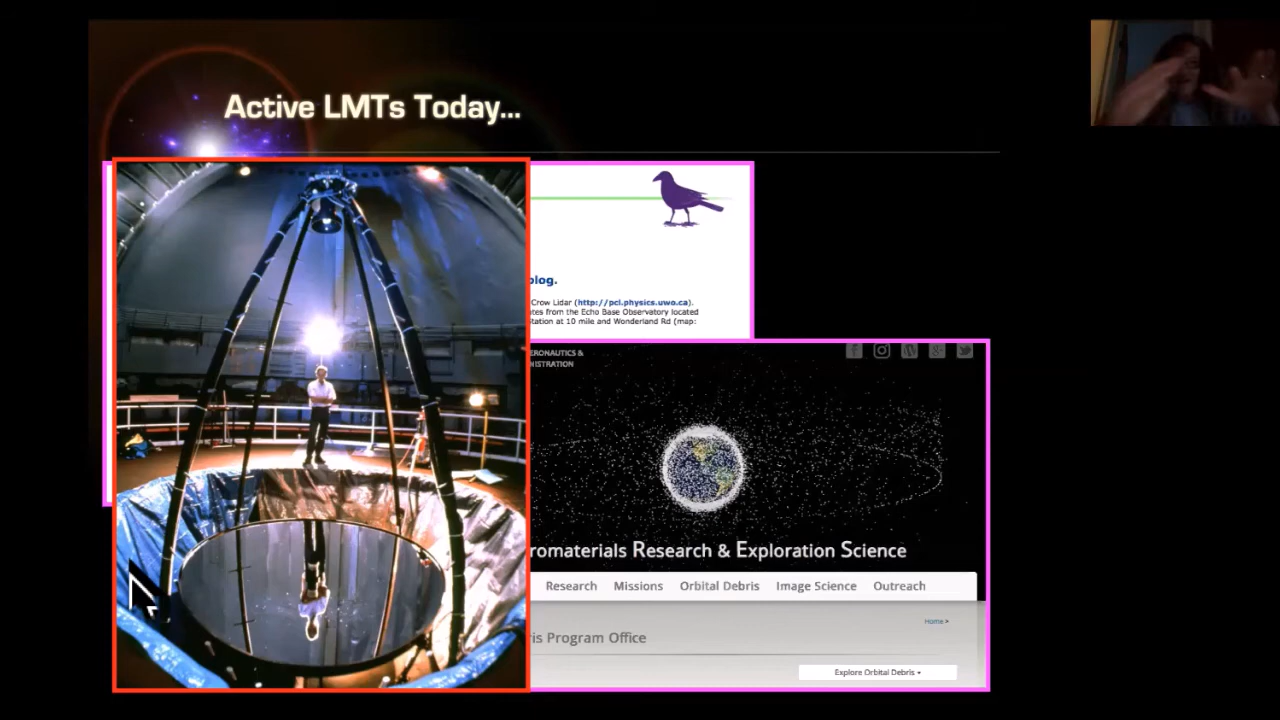 Active LMTs Today...
blog.
Crow Lidar (http://pcl.physics.uwo.ca).
ates from the Echo Base Observatory located
Station at 10 mile and Wonderland Rd (map:
ERONAUTICS &
NISTRATION
romaterials Research & Exploration Science
Research Missions Orbital Debris Image Science Outreach
Home >
is Program Office
Explore Orbital Debris